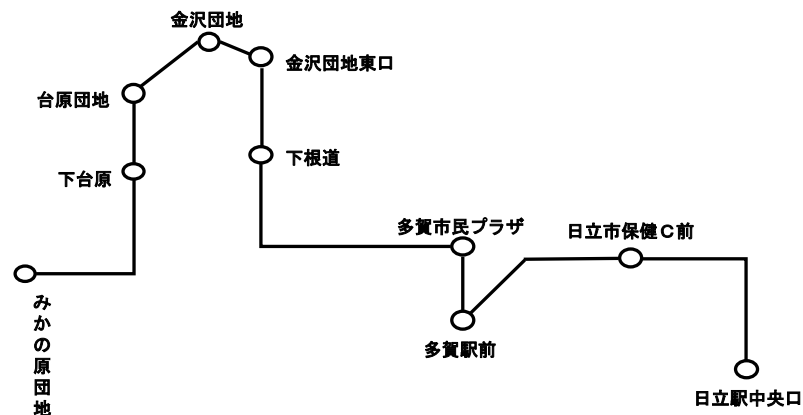 金沢団地
金沢団地東口
台原団地
下根道
下台原
多賀市民プラザ
日立市保健C前
みかの原団地
多賀駅前
日立駅中央口